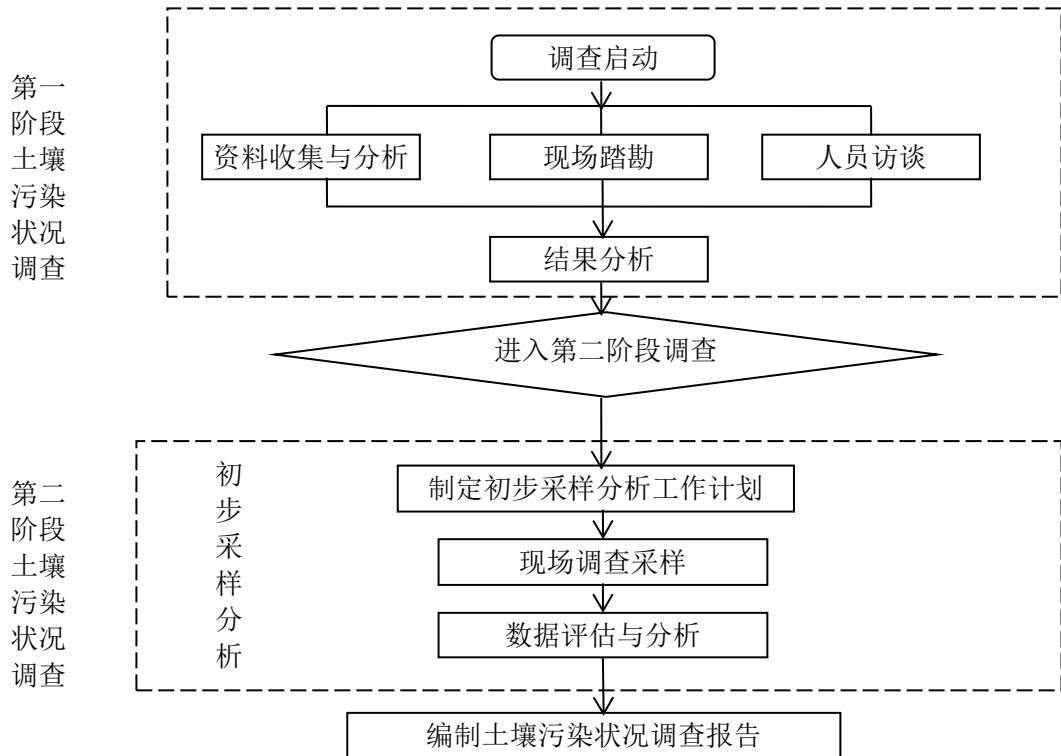 第一
阶段
土壤
污染
状况
调查
调查启动
资料收集与分析
现场踏勘
人员访谈
结果分析
进入第二阶段调查
第二
阶段
土壤
污染
状况
调查
初
步
采
样
分
析
制定初步采样分析工作计划
现场调查采样
数据评估与分析
编制土壤污染状况调查报告